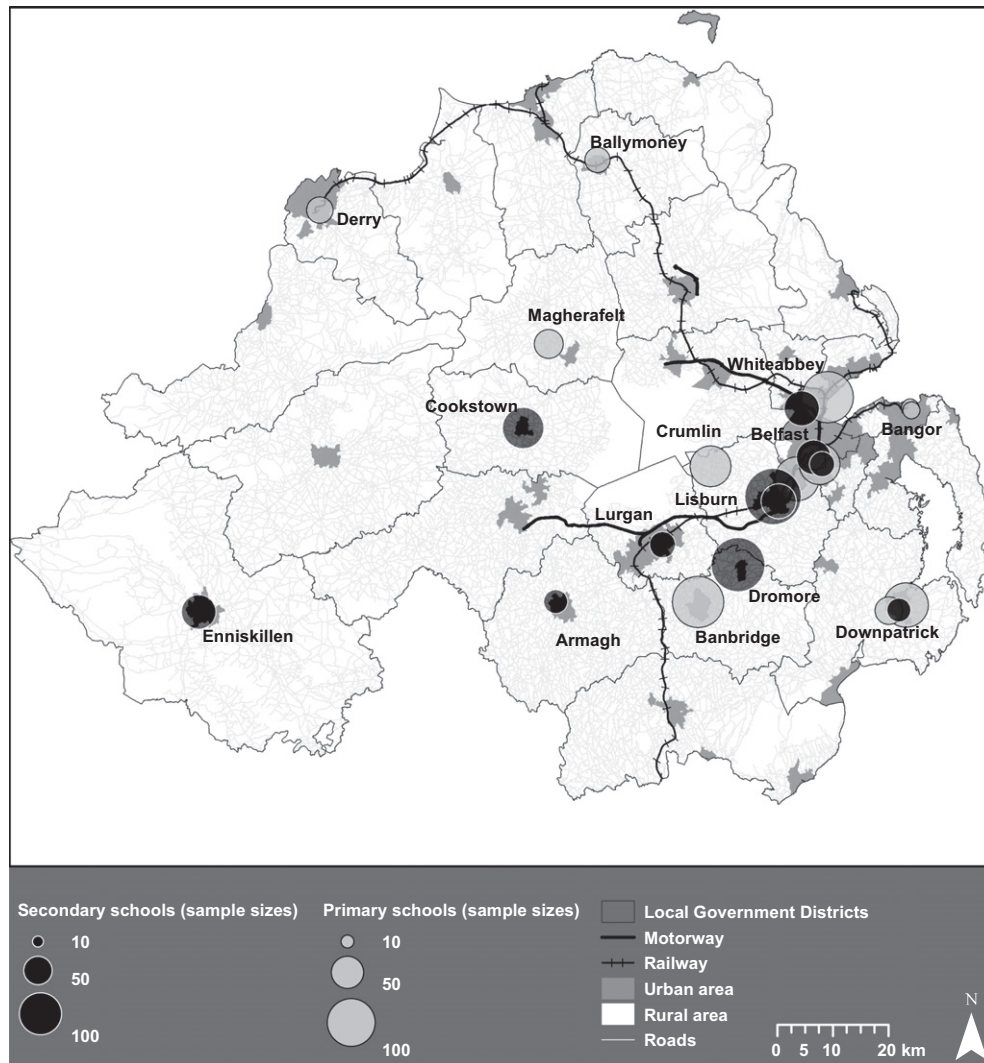 Ballymoney
Derry
Magherafelt
Whiteabbey
Cookstown
Belfast
Bangor
Crumlin
Lisburn
Lurgan
Dromore
Enniskillen
Armagh
Banbridge
Downpatrick
Secondary schools (sample sizes)
10
50
100
Primary schools (sample sizes)
10
50
100
Local Government Districts
Motorway
Railway
Urban area
Rural area
Roads
N
0 5 10 20 km